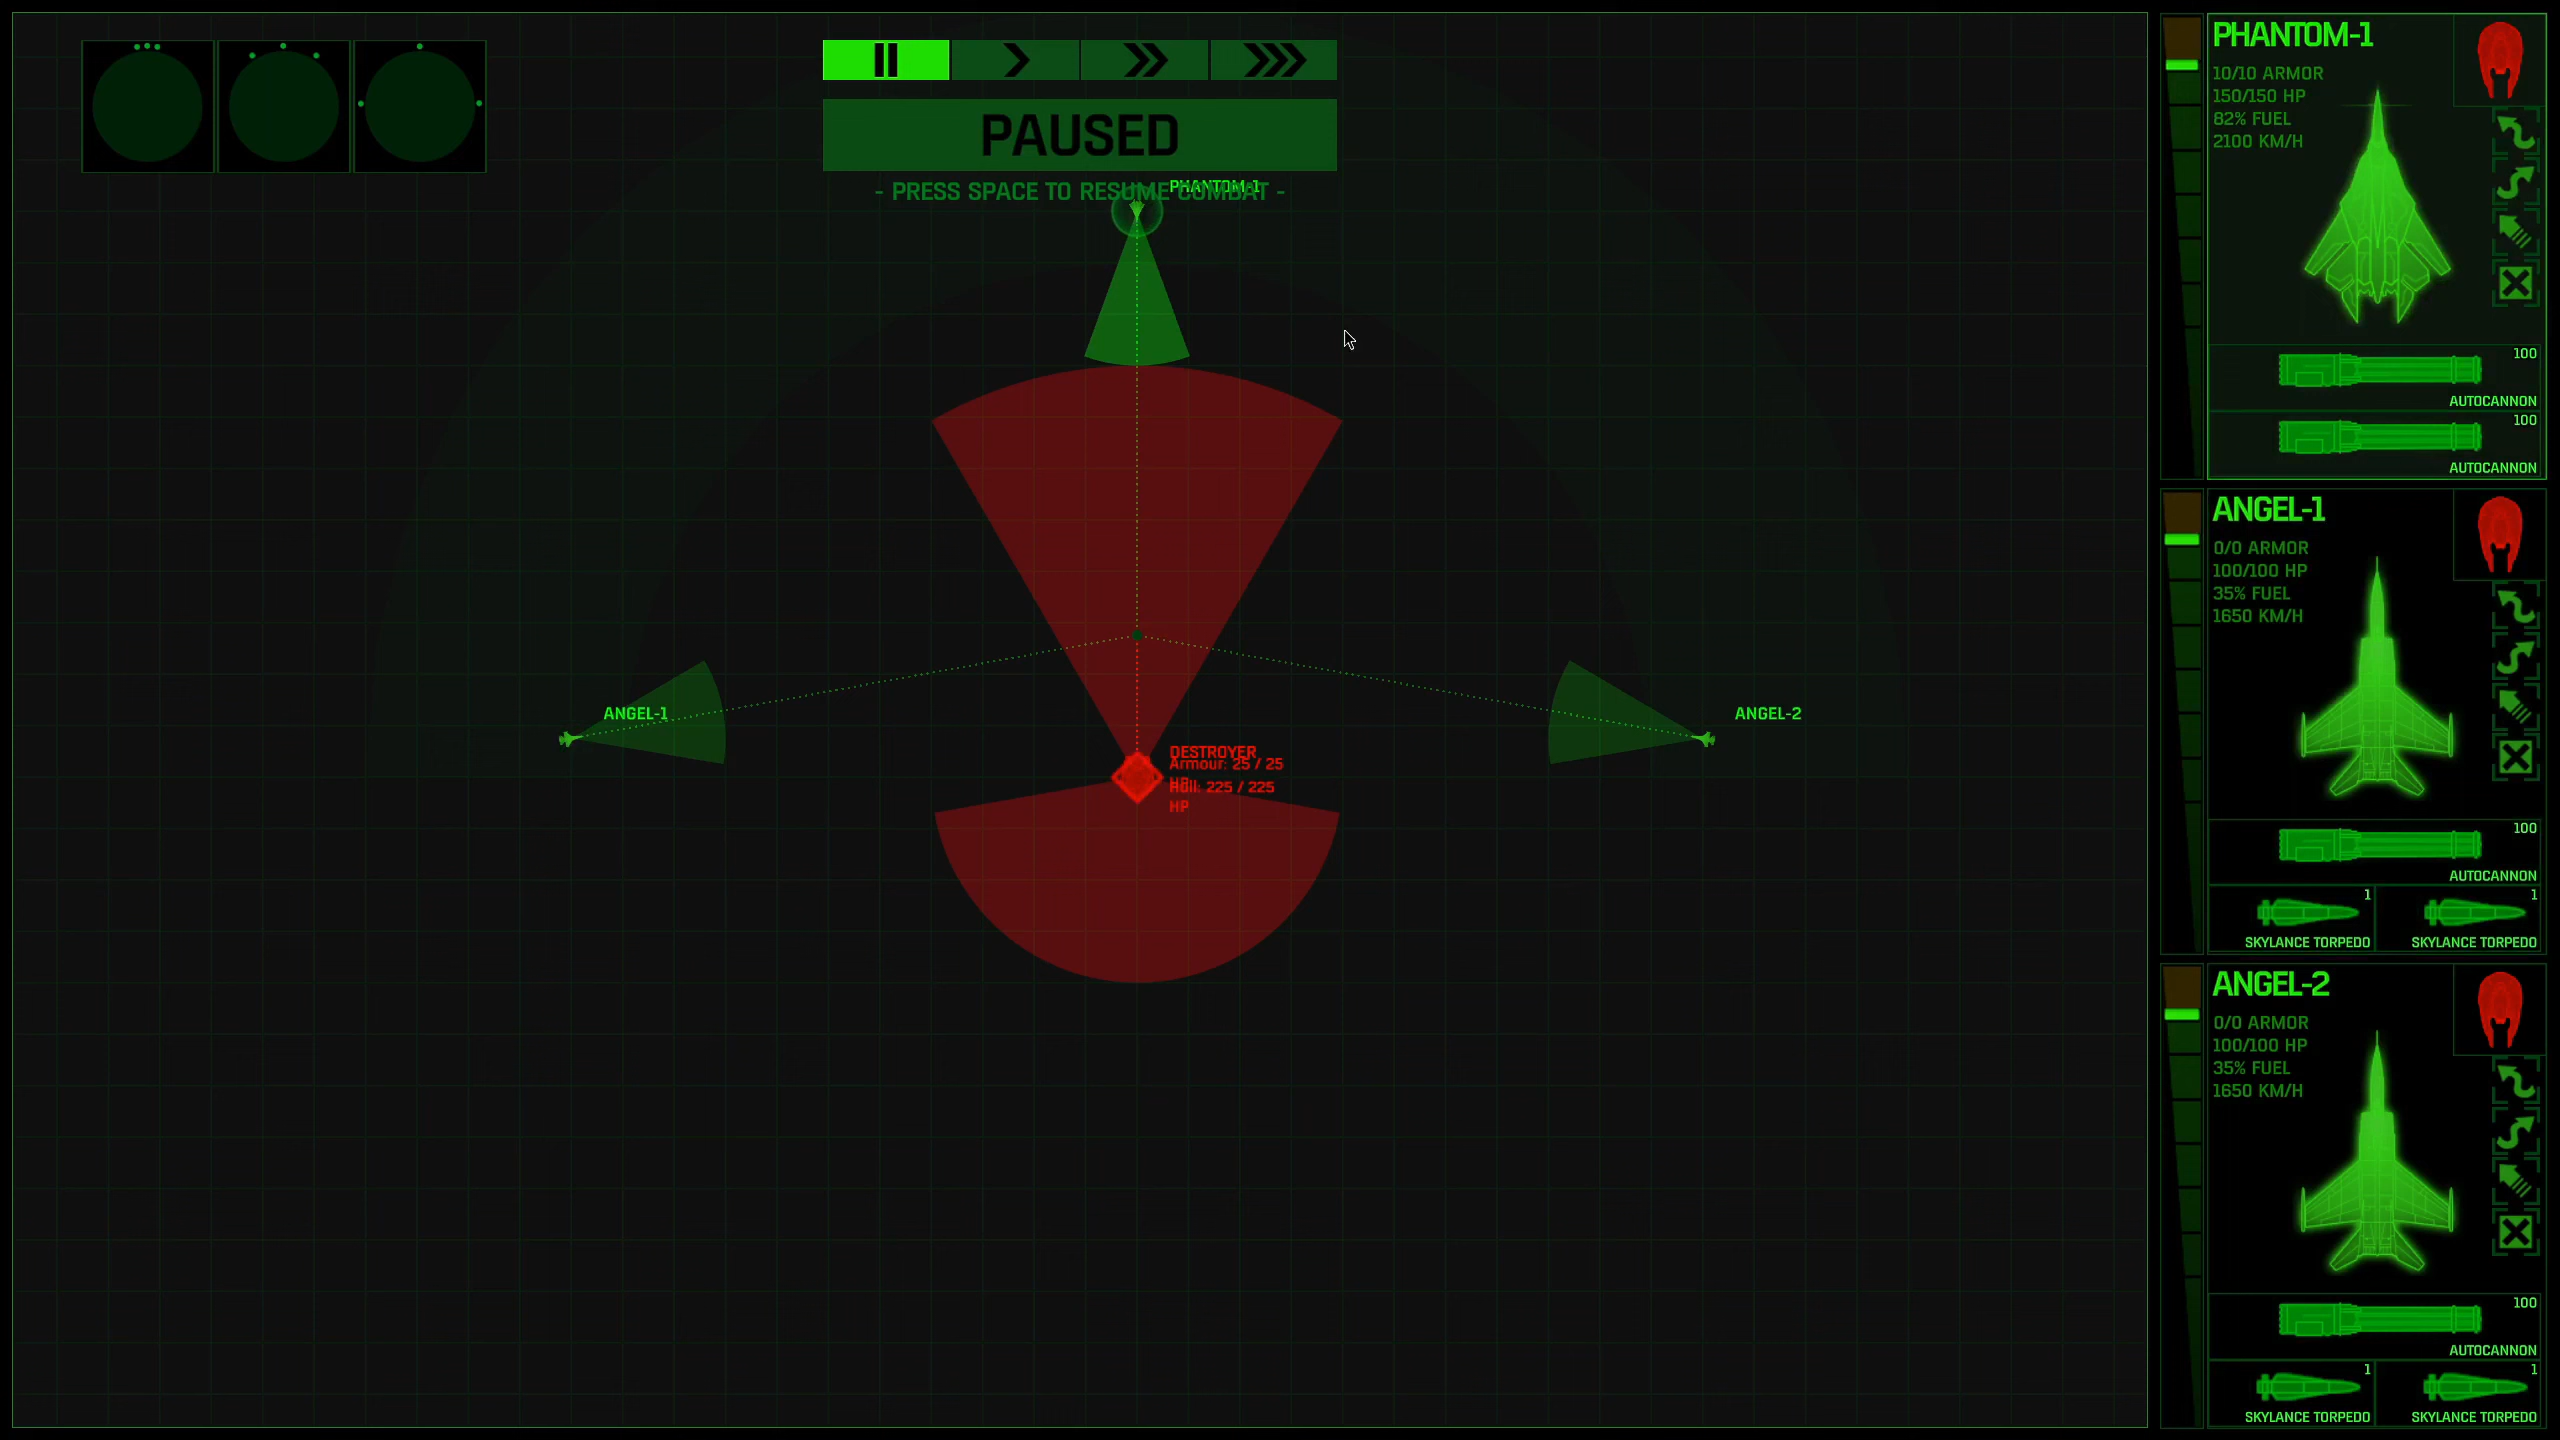 PAUSED
- PRESS SPACE TO RESUME COMBAT -
PHANTOM-1
ANGEL-1
ANGEL-2
DESTROYER
Armour: 25 / 25
HP
Hull: 225 / 225
HP
PHANTOM-1
10/10 ARMOR
150/150 HP
82% FUEL
2100 KM/H
100
AUTOCANNON
100
AUTOCANNON
ANGEL-1
0/0 ARMOR
100/100 HP
35% FUEL
1650 KM/H
100
AUTOCANNON
1 1
SKYLANCE TORPEDO SKYLANCE TORPEDO
ANGEL-2
0/0 ARMOR
100/100 HP
35% FUEL
1650 KM/H
100
AUTOCANNON
1 1
SKYLANCE TORPEDO SKYLANCE TORPEDO